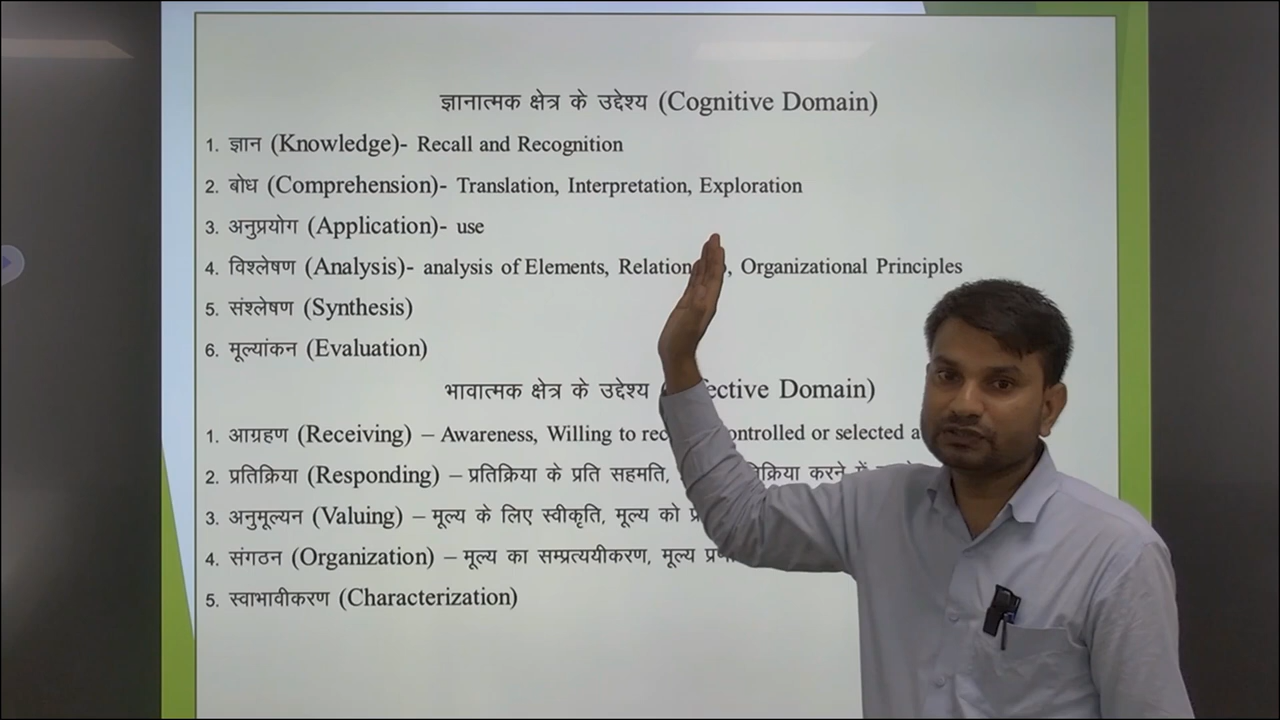 ज्ञानात्मक क्षेत्र के उद्देश्य (Cognitive Domain)
1. ज्ञान (Knowledge)- Recall and Recognition
2. बोध (Comprehension)- Translation, Interpretation, Exploration
3. अनुप्रयोग (Application)- use
4. विश्लेषण (Analysis)- analysis of Elements, Organizational Principles
5. संश्लेषण (Synthesis)
6. मूल्यांकन (Evaluation)
भावात्मक क्षेत्र के उद्देश्य Domain)
1. आग्रहण (Receiving) – Awareness, Willing to or selected
2. प्रतिक्रिया (Responding) – प्रतिक्रिया के प्रति सहमति, करने में
3. अनुमूल्यन (Valuing) – मूल्य के लिए स्वीकृति, मूल्य को
4. संगठन (Organization) – मूल्य का सम्प्रत्ययीकरण, मूल्य
5. स्वाभावीकरण (Characterization)